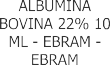 ALBUMINA
BOVINA 22% 10
ML - EBRAM -
EBRAM